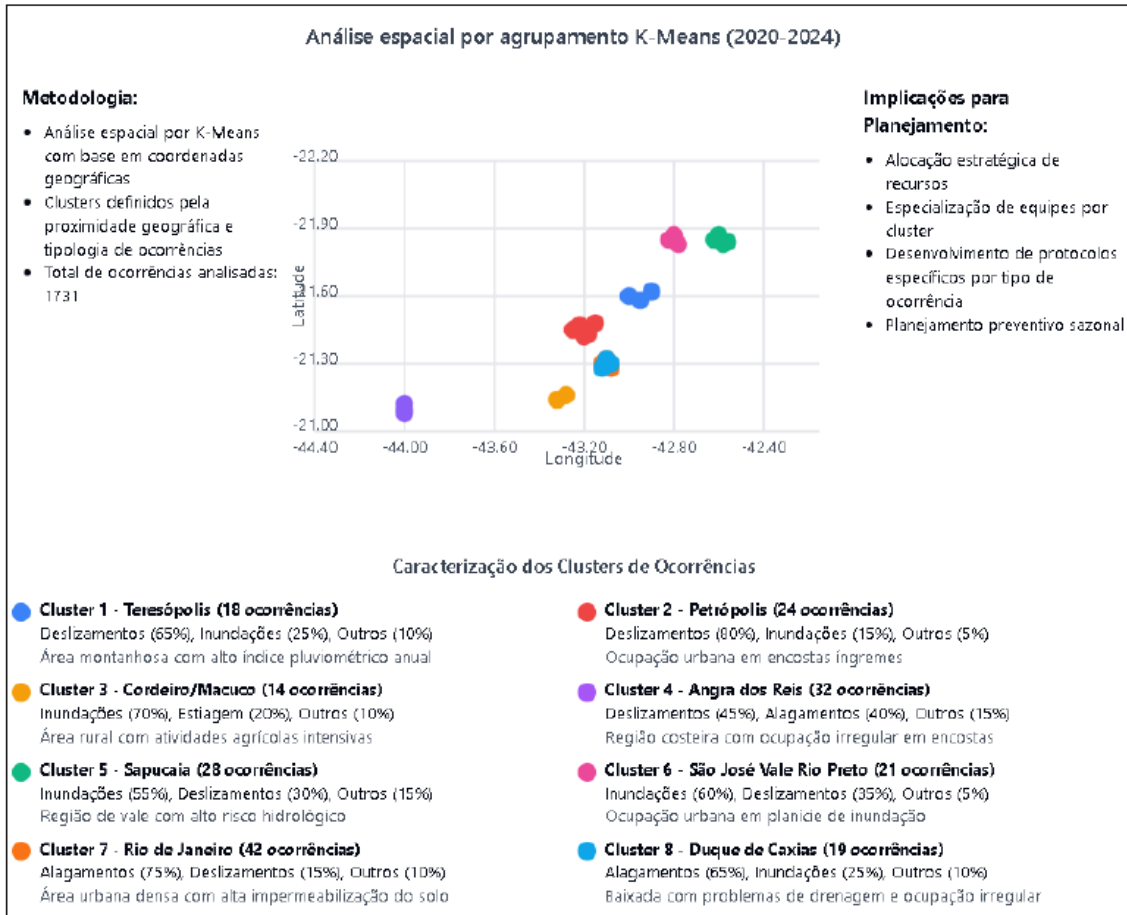 Análise espacial por agrupamento K-Means (2020-2024)
Metodologia:
• Análise espacial por K-Means
com base em coordenadas
geográficas
• Clusters definidos pela
proximidade geográfica e
tipologia de ocorrências
• Total de ocorrências analisadas:
1731
-22.20
-21.90
-21.60
-21.30
-21.00
Latitude
-44.40
-44.00
-43.60
-43.20
-42.80
-42.40
Longitude
Implicações para
Planejamento:
• Alocação estratégica de
recursos
• Especialização de equipes por
cluster
• Desenvolvimento de protocolos
específicos por tipo de
ocorrência
• Planejamento preventivo sazonal
Caracterização dos Clusters de Ocorrências
Cluster 1 - Teresópolis (18 ocorrências)
Deslizamentos (65%), Inundações (25%), Outros (10%)
Área montanhosa com alto índice pluviométrico anual
Cluster 2 - Petrópolis (24 ocorrências)
Deslizamentos (80%), Inundações (15%), Outros (5%)
Ocupação urbana em encostas íngremes
Cluster 3 - Cordeiro/Macuco (14 ocorrências)
Inundações (70%), Estiagem (20%), Outros (10%)
Área rural com atividades agrícolas intensivas
Cluster 4 - Angra dos Reis (32 ocorrências)
Deslizamentos (45%), Alagamentos (40%), Outros (15%)
Região costeira com ocupação irregular em encostas
Cluster 5 - Sapucaia (28 ocorrências)
Inundações (55%), Deslizamentos (30%), Outros (15%)
Região de vale com alto risco hidrológico
Cluster 6 - São José Vale Rio Preto (21 ocorrências)
Inundações (60%), Deslizamentos (35%), Outros (5%)
Ocupação urbana em planície de inundação
Cluster 7 - Rio de Janeiro (42 ocorrências)
Alagamentos (75%), Deslizamentos (15%), Outros (10%)
Área urbana densa com alta impermeabilização do solo
Cluster 8 - Duque de Caxias (19 ocorrências)
Alagamentos (65%), Inundações (25%), Outros (10%)
Baixada com problemas de drenagem e ocupação irregular